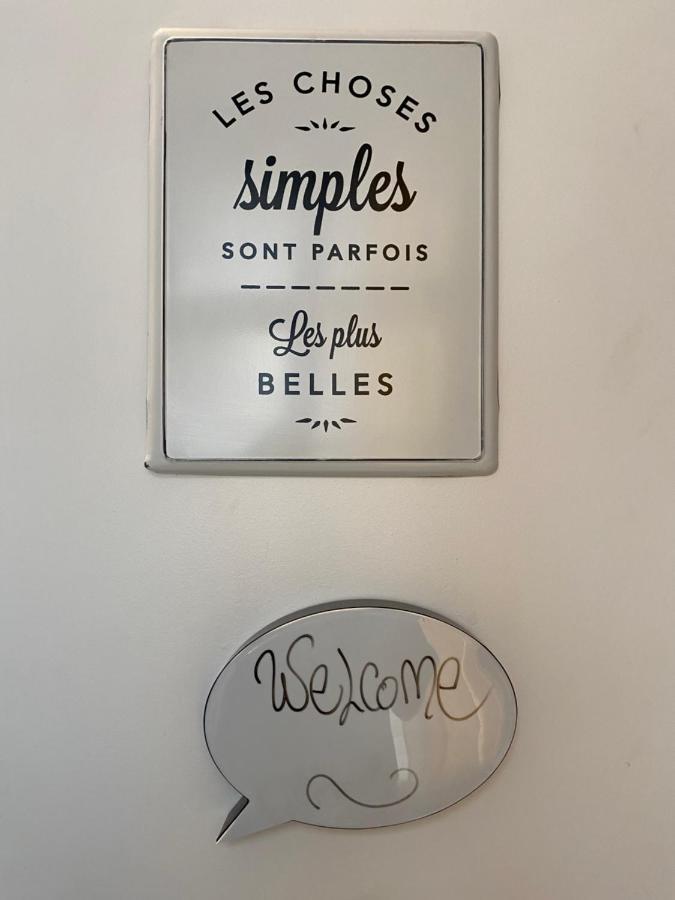 LES CHOSES
simples
SONT PARFOIS
Les plus
BELLES
Welcome